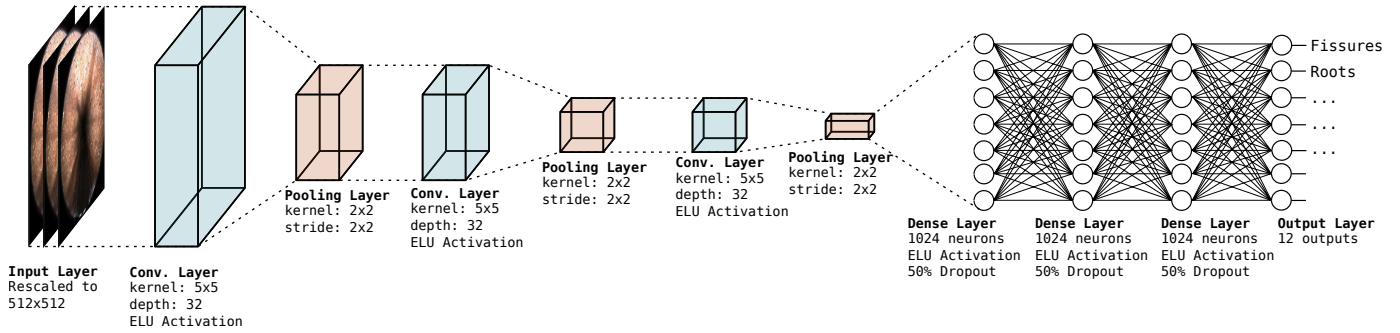 Input Layer
Rescaled to
512x512
Conv. Layer
kernel: 5x5
depth: 32
ELU Activation
Pooling Layer
kernel: 2x2
stride: 2x2
Conv. Layer
kernel: 5x5
depth: 32
ELU Activation
Pooling Layer
kernel: 2x2
stride: 2x2
Conv. Layer
kernel: 5x5
depth: 32
ELU Activation
Pooling Layer
kernel: 2x2
stride: 2x2
Dense Layer
1024 neurons
ELU Activation
50% Dropout
Dense Layer
1024 neurons
ELU Activation
50% Dropout
Dense Layer
1024 neurons
ELU Activation
50% Dropout
Output Layer
12 outputs
Fissures
Roots
...
...
...